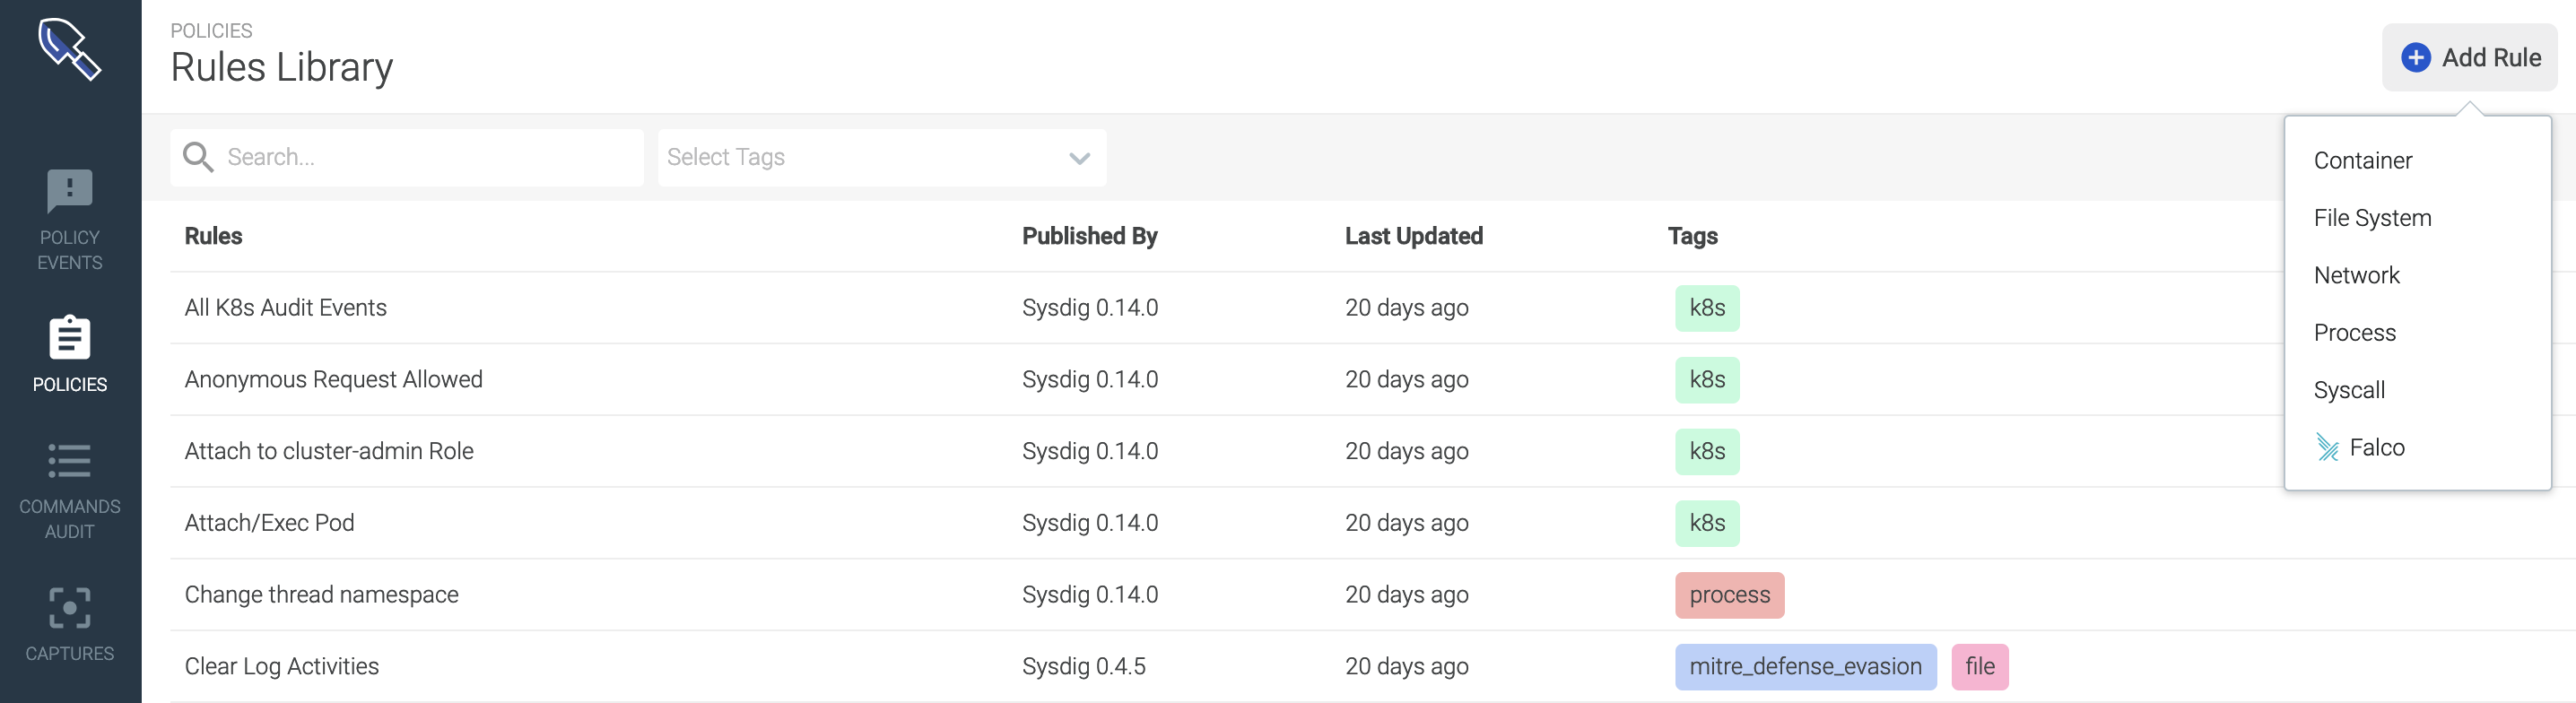 POLICIES
Rules Library
Add Rule
Search...
Select Tags
Container
File System
Network
Process
Syscall
Falco
POLICY
EVENTS
POLICIES
COMMANDS
AUDIT
CAPTURES
Rules Published By Last Updated Tags
All K8s Audit Events Sysdig 0.14.0 20 days ago k8s
Anonymous Request Allowed Sysdig 0.14.0 20 days ago k8s
Attach to cluster-admin Role Sysdig 0.14.0 20 days ago k8s
Attach/Exec Pod Sysdig 0.14.0 20 days ago k8s
Change thread namespace Sysdig 0.14.0 20 days ago process
Clear Log Activities Sysdig 0.4.5 20 days ago mitre_defense_evasion file